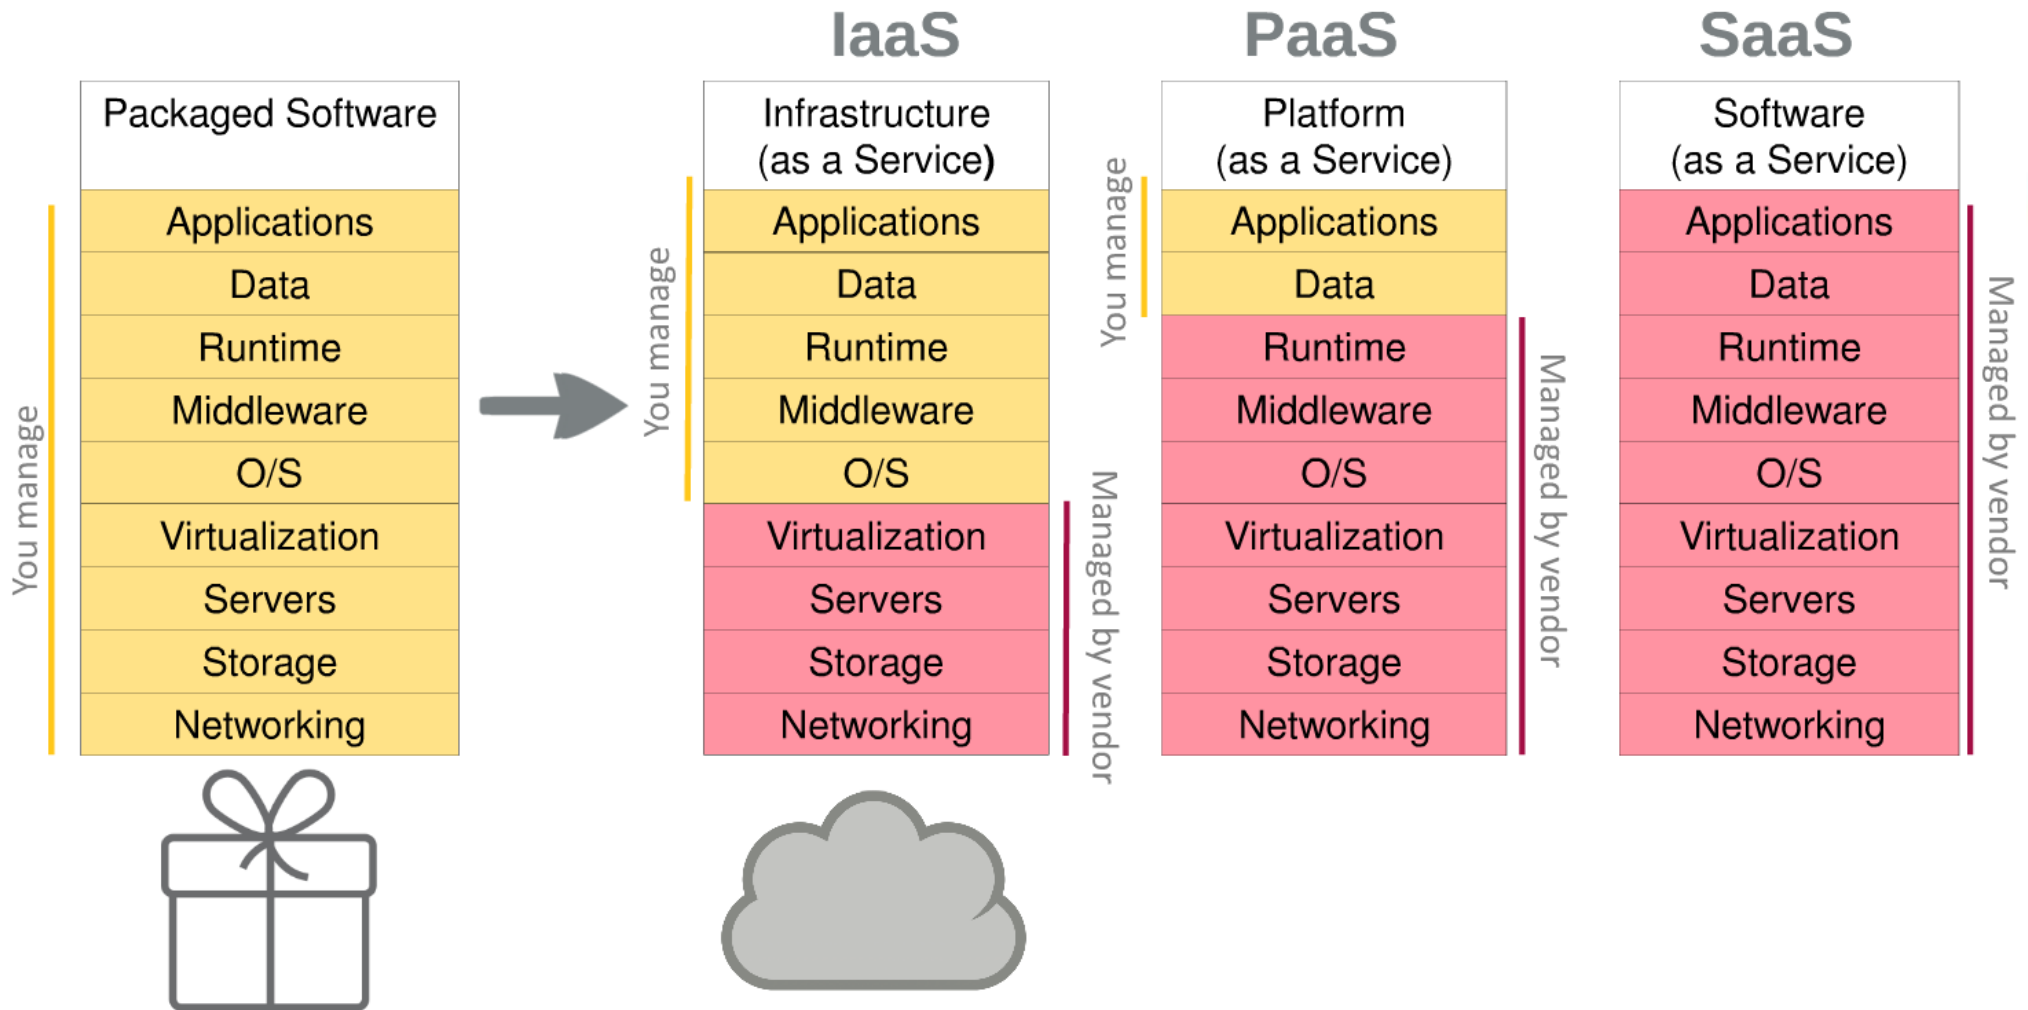 IaaS
PaaS
SaaS
Packaged Software
Applications
Data
Runtime
Middleware
O/S
Virtualization
Servers
Storage
Networking
You manage
Infrastructure
(as a Service)
Applications
Data
Runtime
Middleware
O/S
Virtualization
Servers
Storage
Networking
You manage
Managed by vendor
Platform
(as a Service)
Applications
Data
Runtime
Middleware
O/S
Virtualization
Servers
Storage
Networking
You manage
Managed by vendor
Software
(as a Service)
Applications
Data
Runtime
Middleware
O/S
Virtualization
Servers
Storage
Networking
Managed by vendor